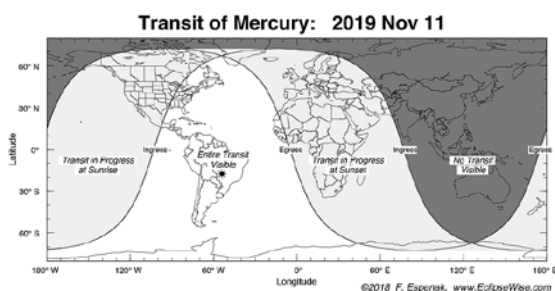 Transit of Mercury: 2019 Nov 11
60° N
30° N
Latitude
0°
30° S
60° S
Ingress
Entire Transit
Visible
Egress
Ingress
Egress
Transit in Progress
at Sunrise
Transit in Progress
at Sunset
No Transit
Visible
180° W
120° W
60° W
0°
60° E
120° E
180° E
Longitude
©2018 F. Espenak, www.EclipseWise.com